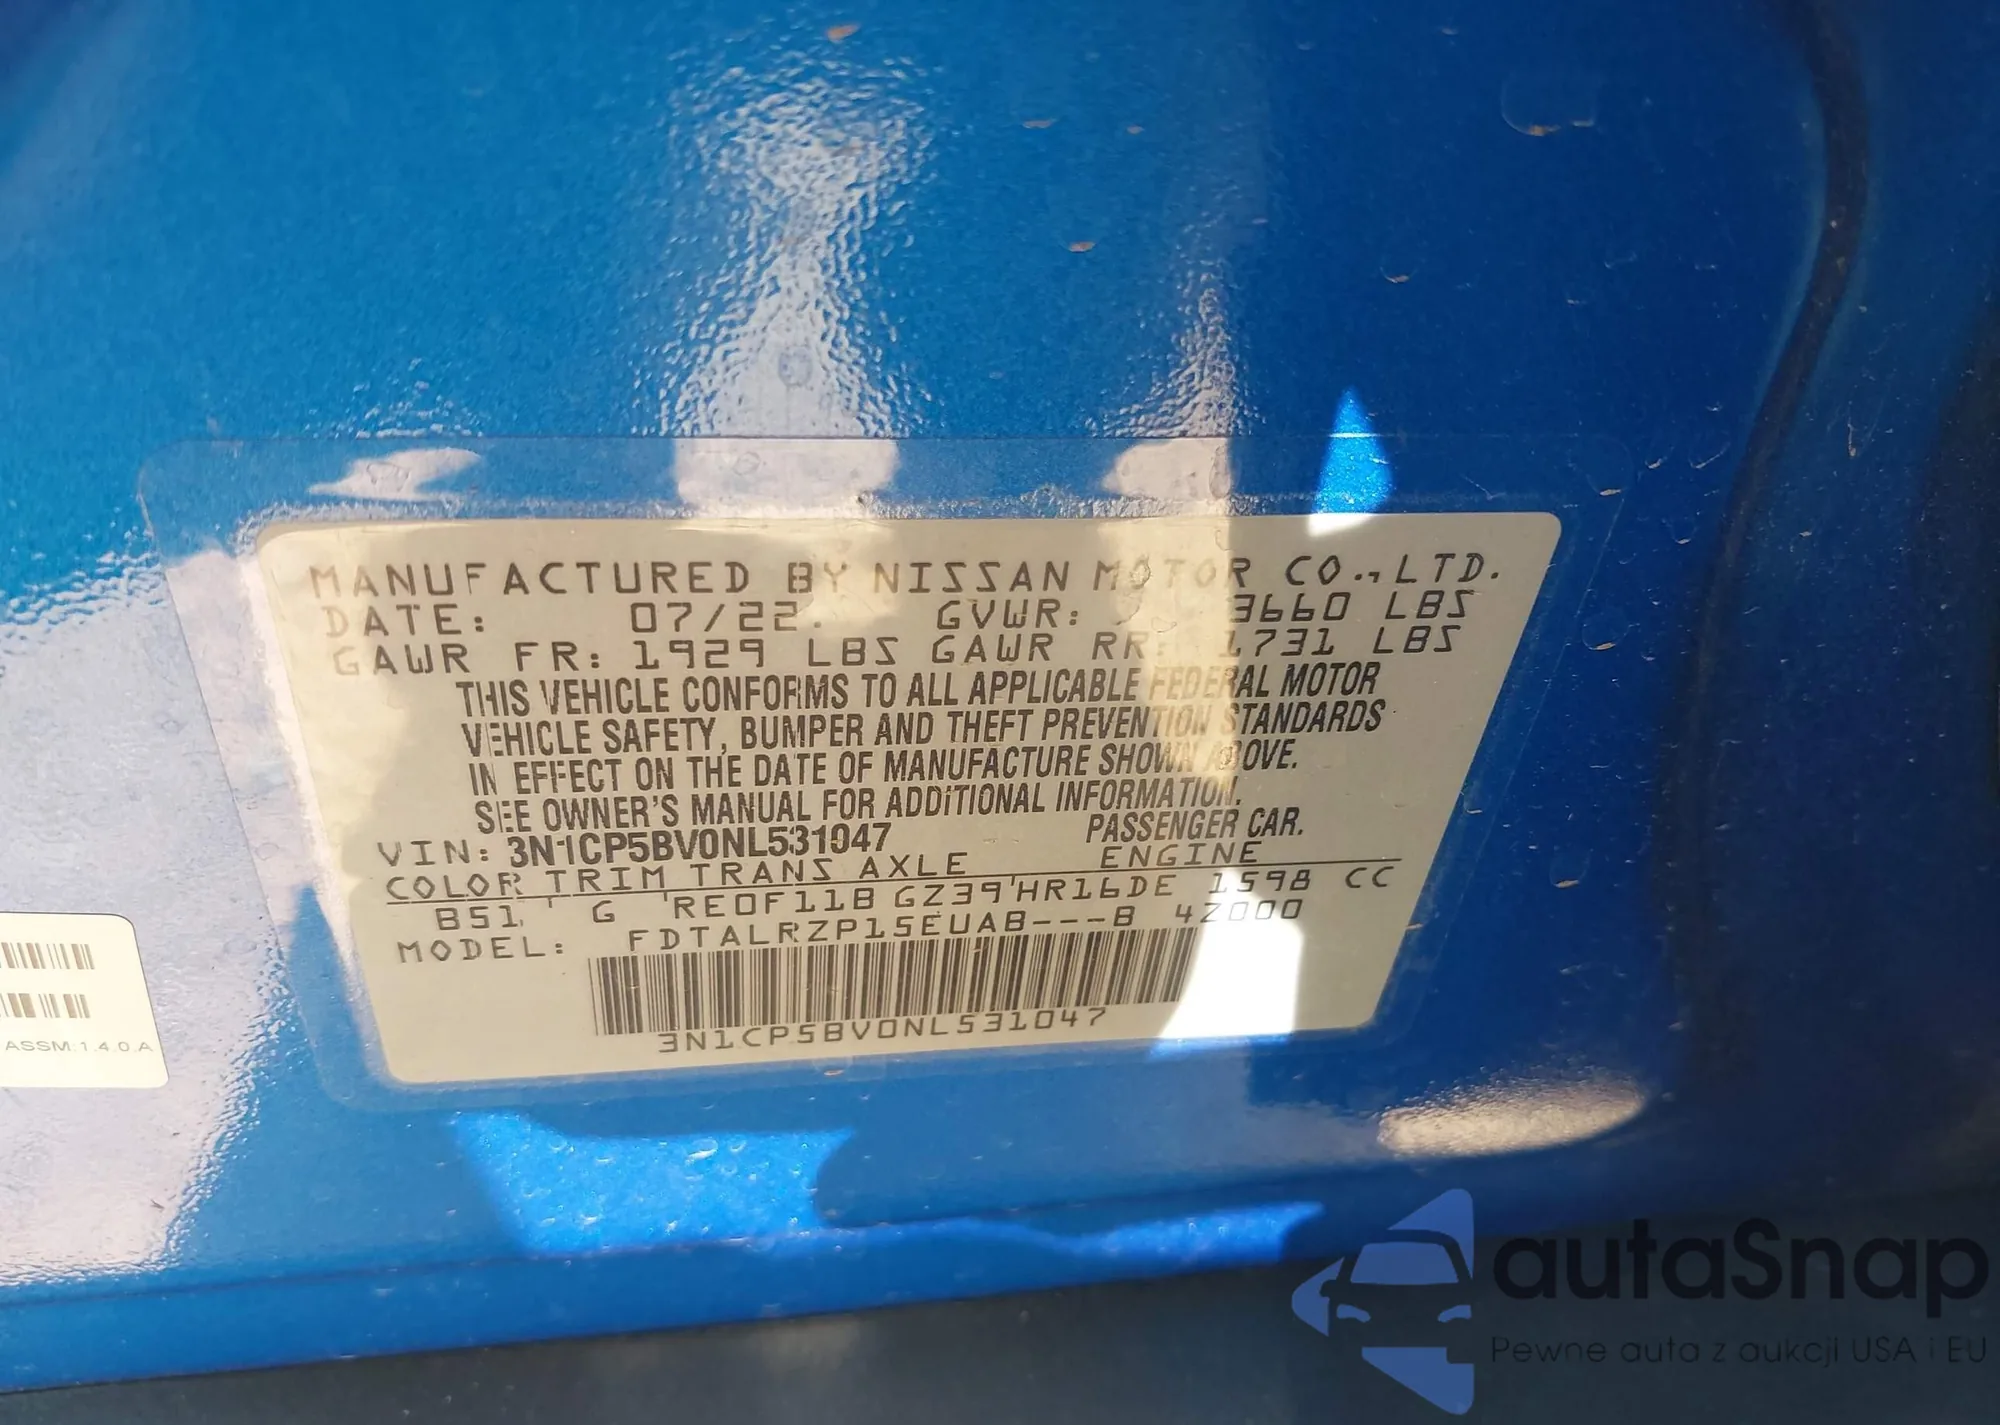 MANUFACTURED BY NISSAN MOTOR CO., LTD.
DATE: 07/22 GVWR: 3660 LBS
GAWR FR: 1929 LBS GAWR RR: 1731 LBS
THIS VEHICLE CONFORMS TO ALL APPLICABLE FEDERAL MOTOR
VEHICLE SAFETY, BUMPER AND THEFT PREVENTION STANDARDS
IN EFFECT ON THE DATE OF MANUFACTURE SHOWN ABOVE.
SEE OWNER'S MANUAL FOR ADDITIONAL INFORMATION.
VIN: 3N1CP5BV0NL531047 PASSENGER CAR.
COLOR TRIM TRANS AXLE ENGINE
B51 G RE0F11B GZ39 HR16DE 1598 CC
MODEL: FDTALRZP15EUAB---B 4Z000
3N1CP5BV0NL531047
ASSM:1.4.0.A
autaSnap
Pewne auta z aukcji USA i EU